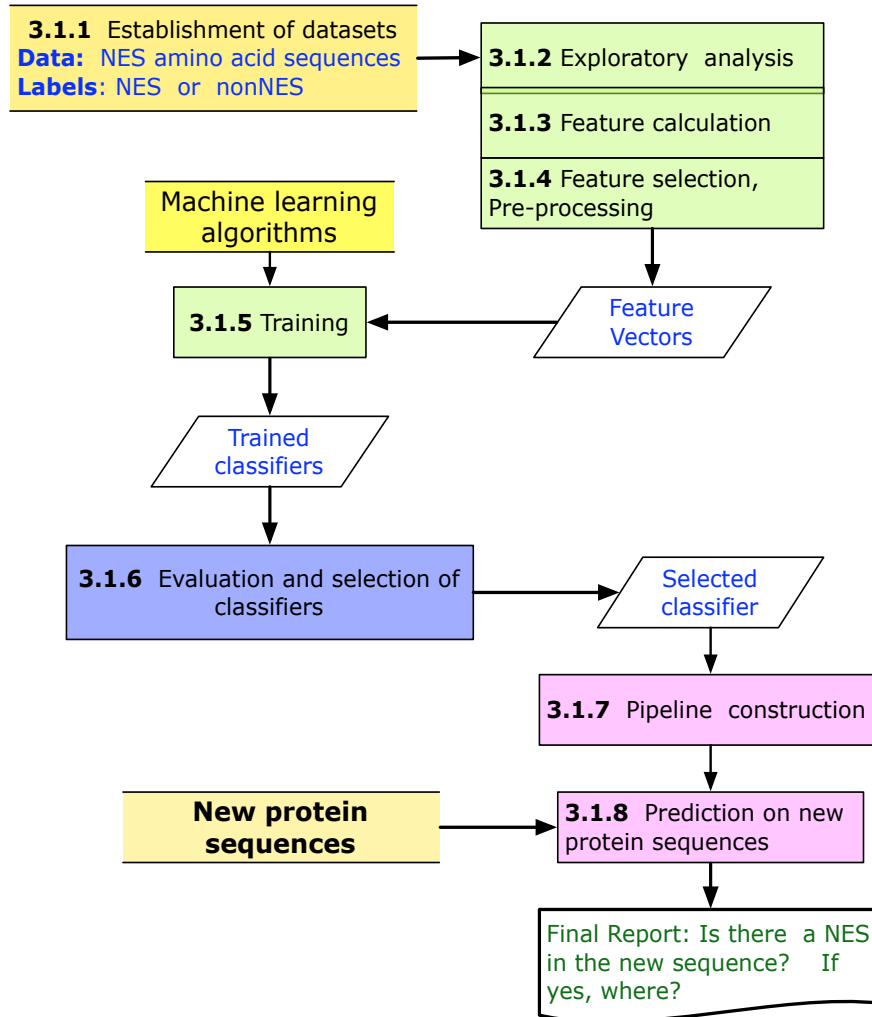 3.1.1 Establishment of datasets
Data: NES amino acid sequences
Labels: NES or nonNES
3.1.2 Exploratory analysis
3.1.3 Feature calculation
3.1.4 Feature selection,
Pre-processing
Machine learning
algorithms
3.1.5 Training
Feature
Vectors
Trained
classifiers
3.1.6 Evaluation and selection of
classifiers
Selected
classifier
3.1.7 Pipeline construction
New protein
sequences
3.1.8 Prediction on new
protein sequences
Final Report: Is there a NES
in the new sequence? If
yes, where?